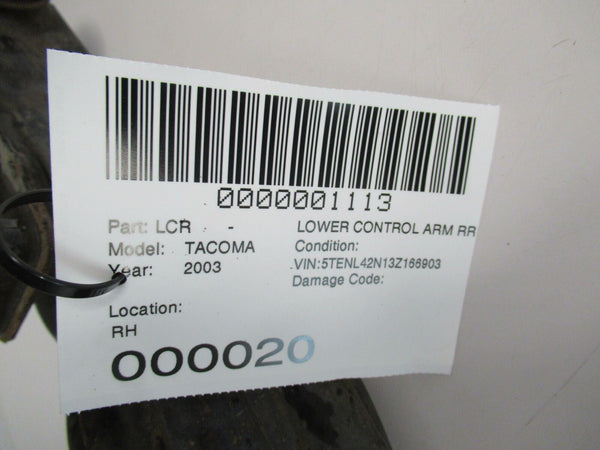 0000001113
Part: LCR - LOWER CONTROL ARM RR
Model: TACOMA Condition:
Year: 2003 VIN:5TENL42N13Z166903
Damage Code:
Location:
RH
000020